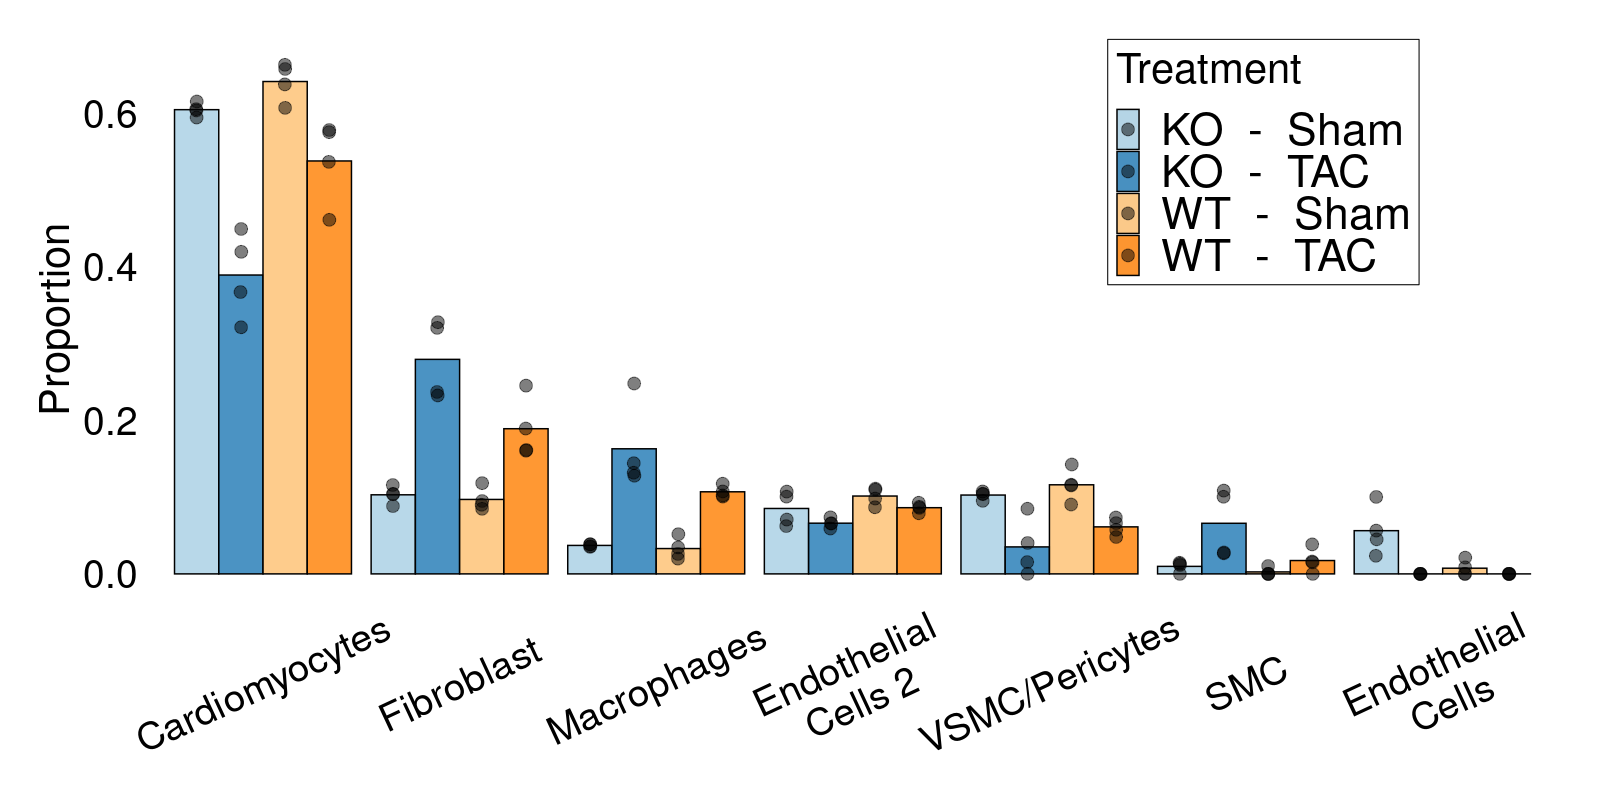 Treatment
KO - Sham
KO - TAC
WT - Sham
WT - TAC
Proportion
0.6
0.4
0.2
0.0
Cardiomyocytes
Fibroblast
Macrophages
Endothelial
Cells 2
VSMC/Pericytes
SMC
Endothelial
Cells